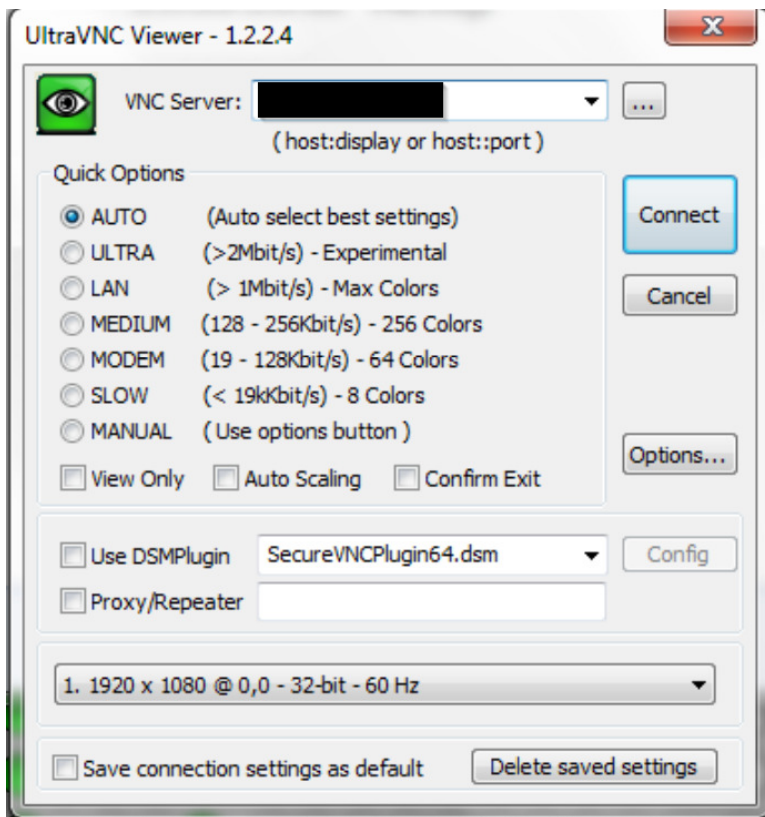 UltraVNC Viewer - 1.2.2.4
VNC Server:
...
( host:display or host::port )
Quick Options
AUTO (Auto select best settings)
ULTRA (>2Mbit/s) - Experimental
LAN (> 1Mbit/s) - Max Colors
MEDIUM (128 - 256Kbit/s) - 256 Colors
MODEM (19 - 128Kbit/s) - 64 Colors
SLOW (< 19kKbit/s) - 8 Colors
MANUAL ( Use options button )
View Only Auto Scaling Confirm Exit
Connect
Cancel
Options...
Use DSMPlugin SecureVNCPlugin64.dsm Config
Proxy/Repeater
1. 1920 x 1080 @ 0,0 - 32-bit - 60 Hz
Save connection settings as default Delete saved settings